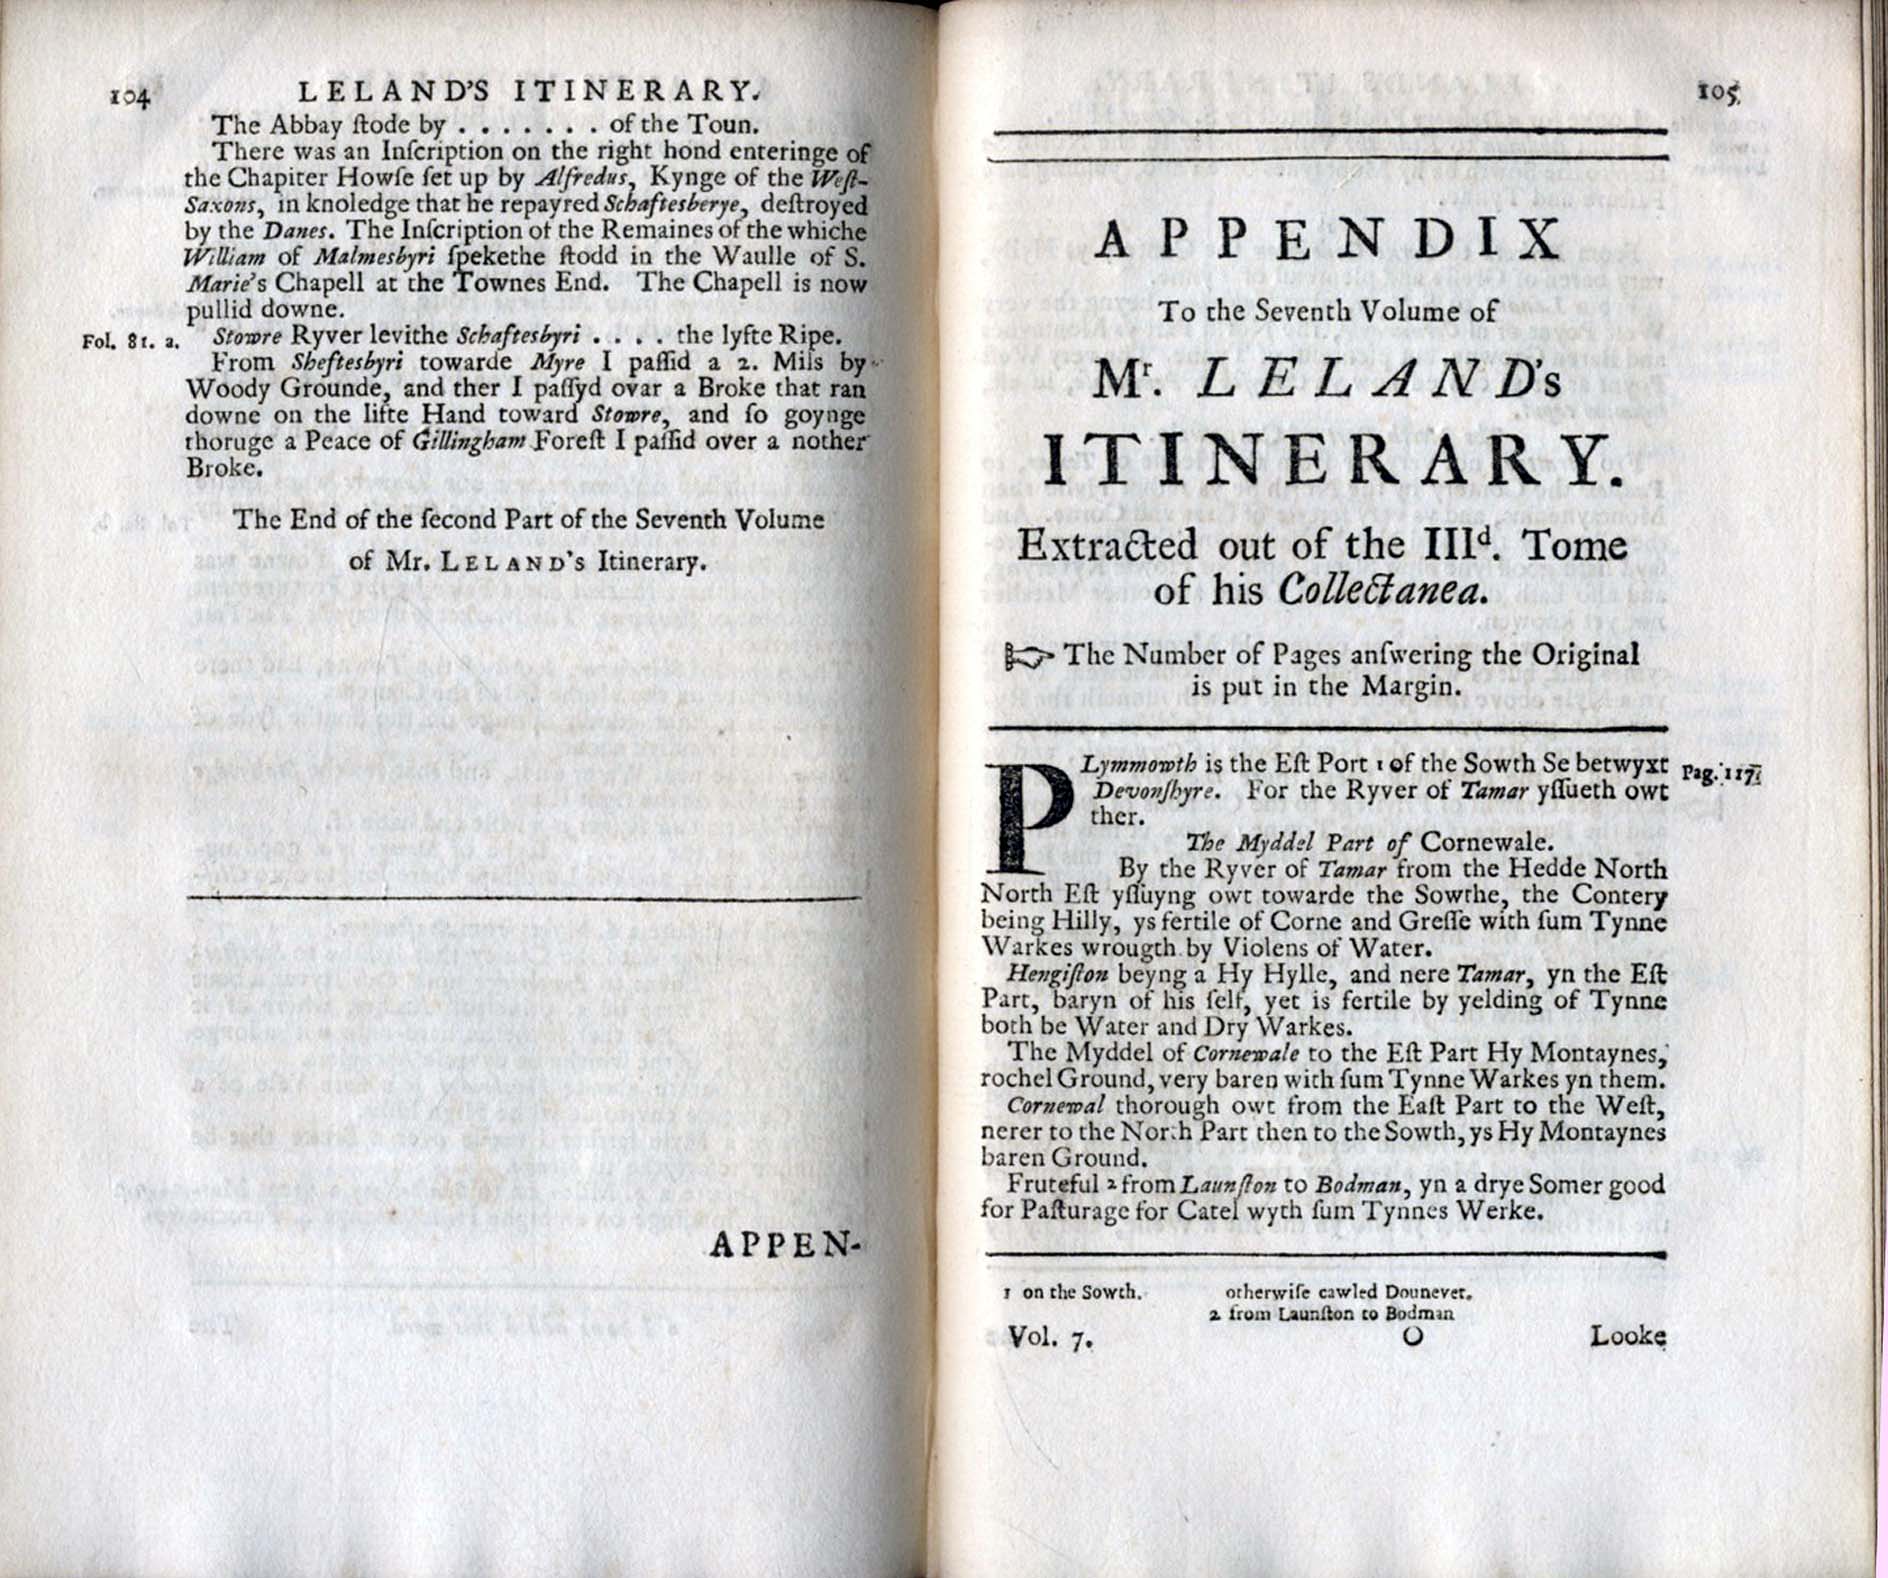 104 LELAND'S ITINERARY.
The Abbay ſtode by . . . . . . . of the Toun.
There was an Inſcription on the right hond enteringe of
the Chapiter Howſe ſet up by Alfredus, Kynge of the Weſt-
Saxons, in knoledge that he repayred Schaftesberye, deſtroyed
by the Danes. The Inſcription of the Remaines of the whiche
William of Malmesbyri ſpekethe ſtodd in the Waulle of S.
Marie's Chapell at the Townes End. The Chapell is now
pullid downe.
Fol. 81. a. Stowre Ryver levithe Schaftesbyri . . . . the lyfte Ripe.
From Sheftesbyri towarde Myre I paſſid a 2. Mils by
Woody Grounde, and ther I paſſyd ovar a Broke that ran
downe on the lifte Hand toward Stowre, and ſo goynge
thoruge a Peace of Gillingham Foreſt I paſſid over a nother
Broke.
The End of the ſecond Part of the Seventh Volume
of Mr. LELAND's Itinerary.
APPEN-
105
APPENDIX
To the Seventh Volume of
Mr. LELAND's
ITINERARY.
Extracted out of the IIId. Tome
of his Collectanea.
☞ The Number of Pages anſwering the Original
is put in the Margin.
PLymmowth is the Eſt Port 1 of the Sowth Se betwyxt Pag. 117.
Devonſhyre. For the Ryver of Tamar yſſueth owt
ther.
The Myddel Part of Cornewale.
By the Ryver of Tamar from the Hedde North
North Eſt yſſuyng owt towarde the Sowthe, the Contery
being Hilly, ys fertile of Corne and Greſſe with ſum Tynne
Warkes wrougth by Violens of Water.
Hengiſton beyng a Hy Hylle, and nere Tamar, yn the Eſt
Part, baryn of his ſelf, yet is fertile by yelding of Tynne
both be Water and Dry Warkes.
The Myddel of Cornewale to the Eſt Part Hy Montaynes,
rochel Ground, very baren with ſum Tynne Warkes yn them.
Cornewal thorough owt from the Eaſt Part to the Weſt,
nerer to the North Part then to the Sowth, ys Hy Montaynes
baren Ground.
Fruteful 2 from Launſton to Bodman, yn a drye Somer good
for Paſturage for Catel wyth ſum Tynnes Werke.
1 on the Sowth. otherwiſe cawled Dounevet.
2 from Launſton to Bodman
Vol. 7. O Looke